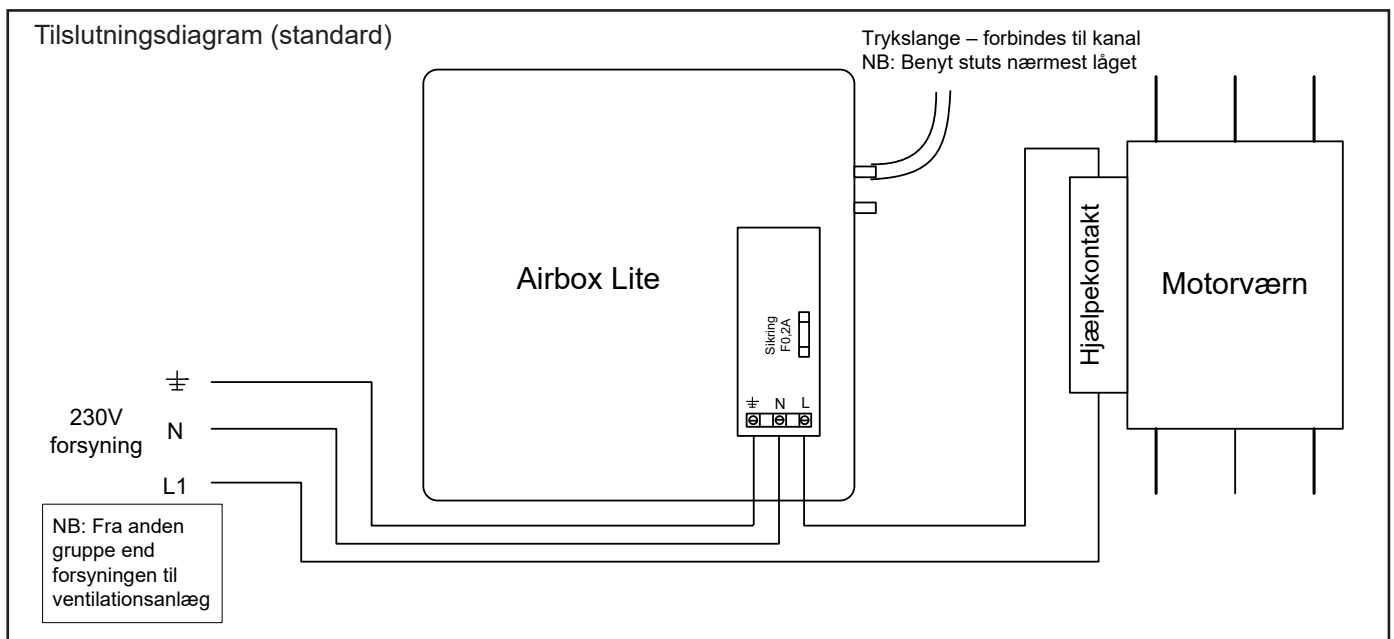 Tilslutningsdiagram (standard)
Trykslange – forbindes til kanal
NB: Benyt stuts nærmest låget
Airbox Lite
Sikring
F0,2A
N L
Hjælpekontakt
Motorværn
230V
forsyning
N
L1
NB: Fra anden
gruppe end
forsyningen til
ventilationsanlæg